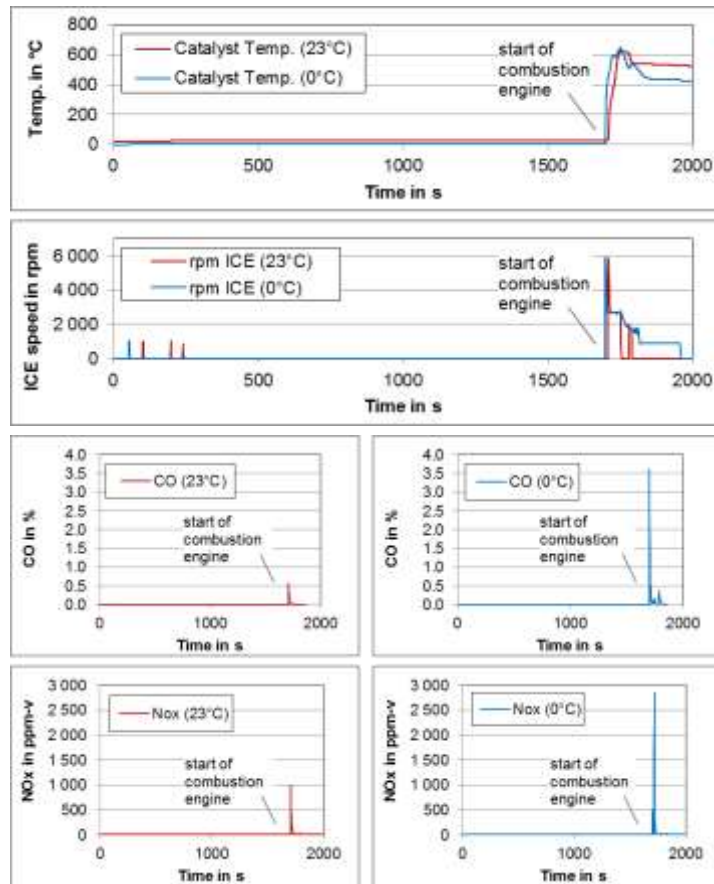 800
600
400
200
0
Temp. in °C
Catalyst Temp. (23°C)
Catalyst Temp. (0°C)
start of
combustion
engine
0 500 1000 1500 2000
Time in s
6 000
4 000
2 000
0
ICE speed in rpm
rpm ICE (23°C)
rpm ICE (0°C)
start of
combustion
engine
0 500 1000 1500 2000
Time in s
4.0
3.5
3.0
2.5
2.0
1.5
1.0
0.5
0.0
CO in %
CO (23°C)
start of
combustion
engine
0 1000 2000
Time in s
4.0
3.5
3.0
2.5
2.0
1.5
1.0
0.5
0.0
CO in %
CO (0°C)
start of
combustion
engine
0 1000 2000
Time in s
3 000
2 500
2 000
1 500
1 000
500
0
NOx in ppm-v
Nox (23°C)
start of
combustion
engine
0 1000 2000
Time in s
3 000
2 500
2 000
1 500
1 000
500
0
NOx in ppm-v
Nox (0°C)
start of
combustion
engine
0 1000 2000
Time in s